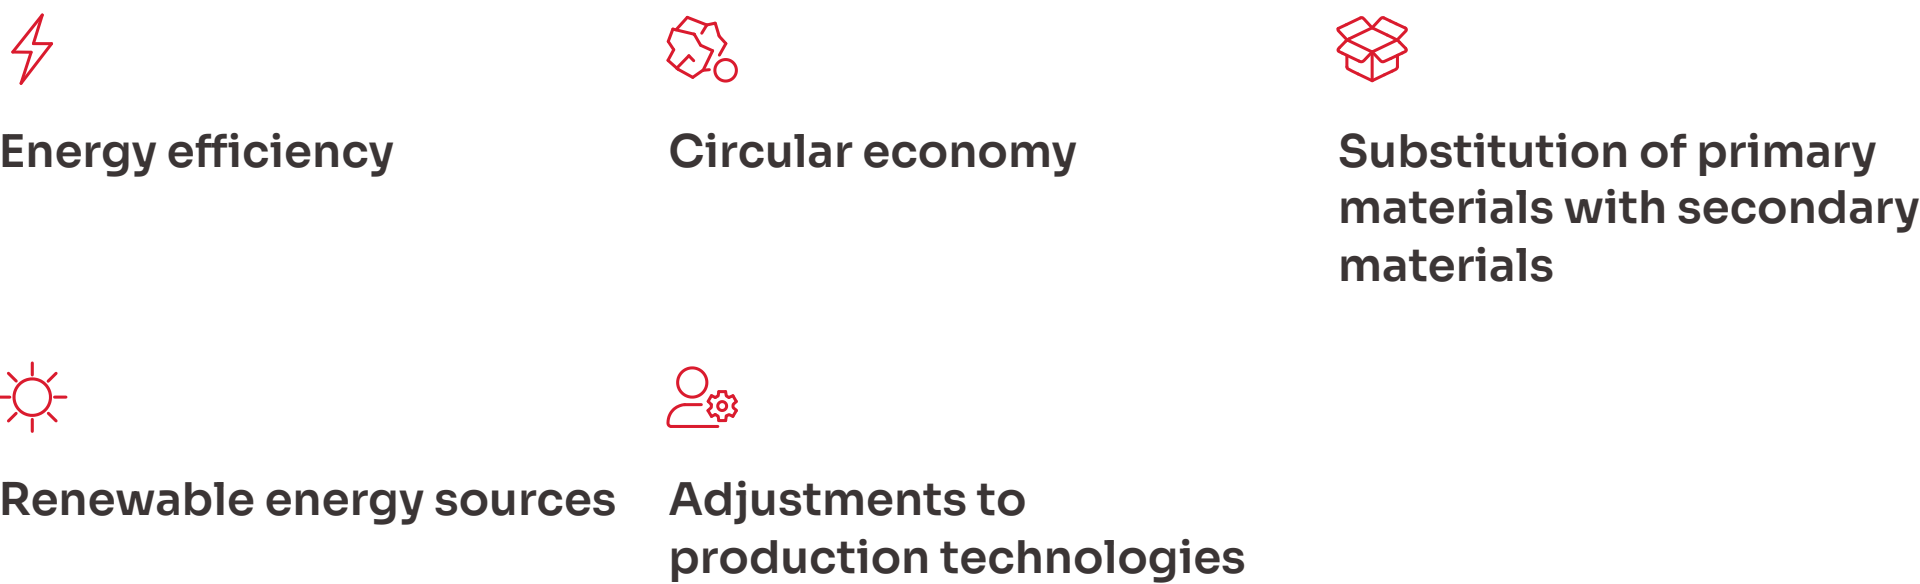 Energy efficiency
Circular economy
Substitution of primary
materials with secondary
materials
Renewable energy sources
Adjustments to
production technologies